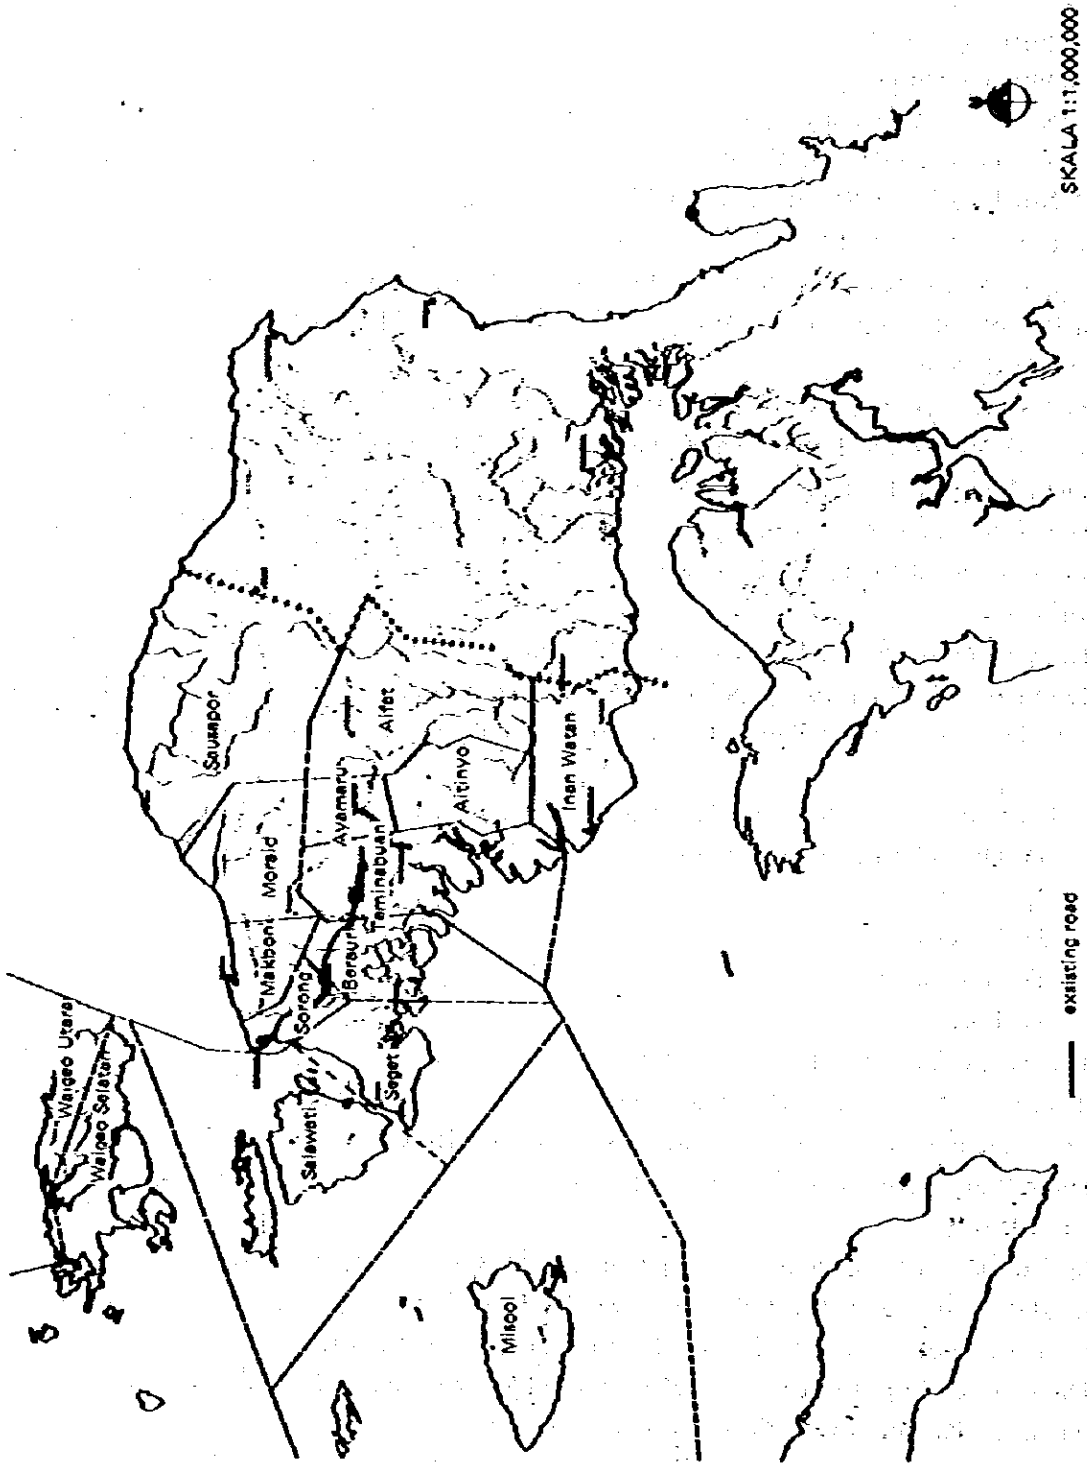 Waigeo Utara
Waigeo Selatan
Salawati
Misool
Seget
Sorong
Makbon
Beraur
Moraid
Teminabuan
Ayamaru
Sausapor
Aifat
Aitinyo
Inan Watan
N
exsisting road
SKALA 1:1,000,000